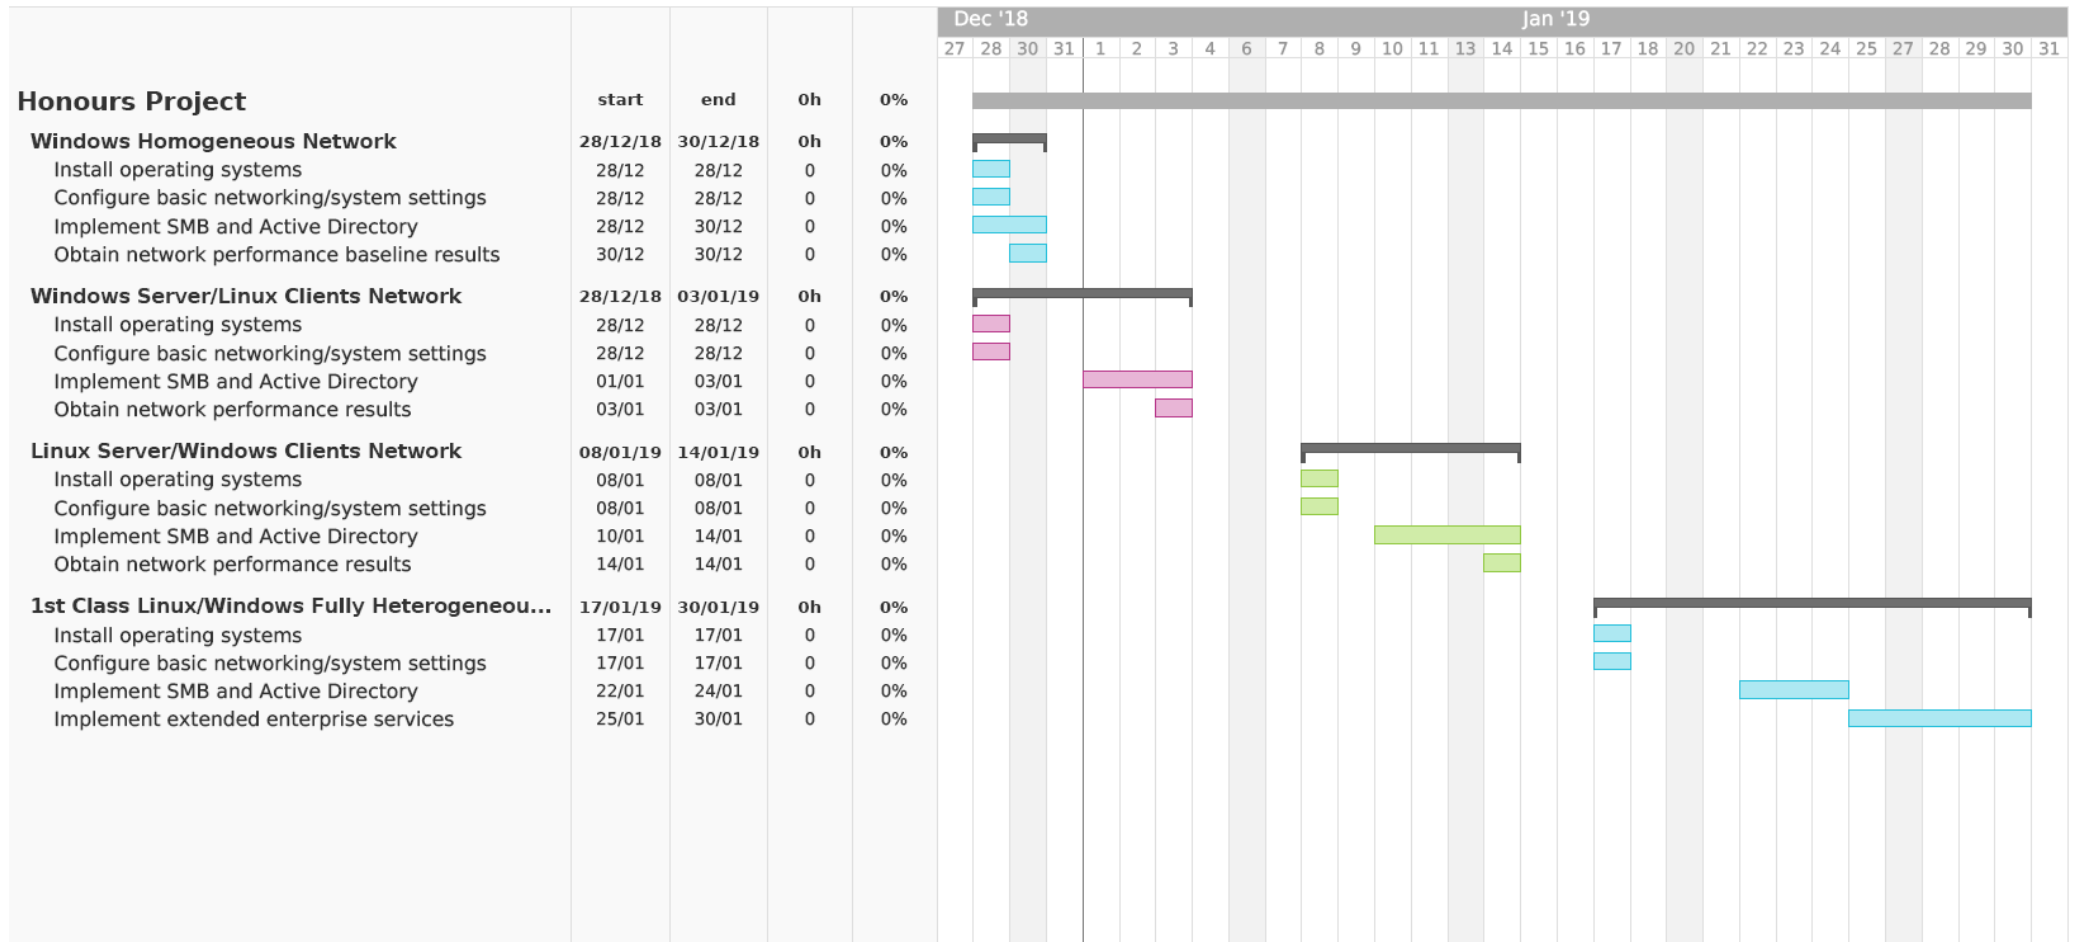 Dec '18 Jan '19
27 28 30 31 1 2 3 4 6 7 8 9 10 11 13 14 15 16 17 18 20 21 22 23 24 25 27 28 29 30 31
Honours Project start end 0h 0%
Windows Homogeneous Network 28/12/18 30/12/18 0h 0%
Install operating systems 28/12 28/12 0 0%
Configure basic networking/system settings 28/12 28/12 0 0%
Implement SMB and Active Directory 28/12 30/12 0 0%
Obtain network performance baseline results 30/12 30/12 0 0%
Windows Server/Linux Clients Network 28/12/18 03/01/19 0h 0%
Install operating systems 28/12 28/12 0 0%
Configure basic networking/system settings 28/12 28/12 0 0%
Implement SMB and Active Directory 01/01 03/01 0 0%
Obtain network performance results 03/01 03/01 0 0%
Linux Server/Windows Clients Network 08/01/19 14/01/19 0h 0%
Install operating systems 08/01 08/01 0 0%
Configure basic networking/system settings 08/01 08/01 0 0%
Implement SMB and Active Directory 10/01 14/01 0 0%
Obtain network performance results 14/01 14/01 0 0%
1st Class Linux/Windows Fully Heterogeneou... 17/01/19 30/01/19 0h 0%
Install operating systems 17/01 17/01 0 0%
Configure basic networking/system settings 17/01 17/01 0 0%
Implement SMB and Active Directory 22/01 24/01 0 0%
Implement extended enterprise services 25/01 30/01 0 0%